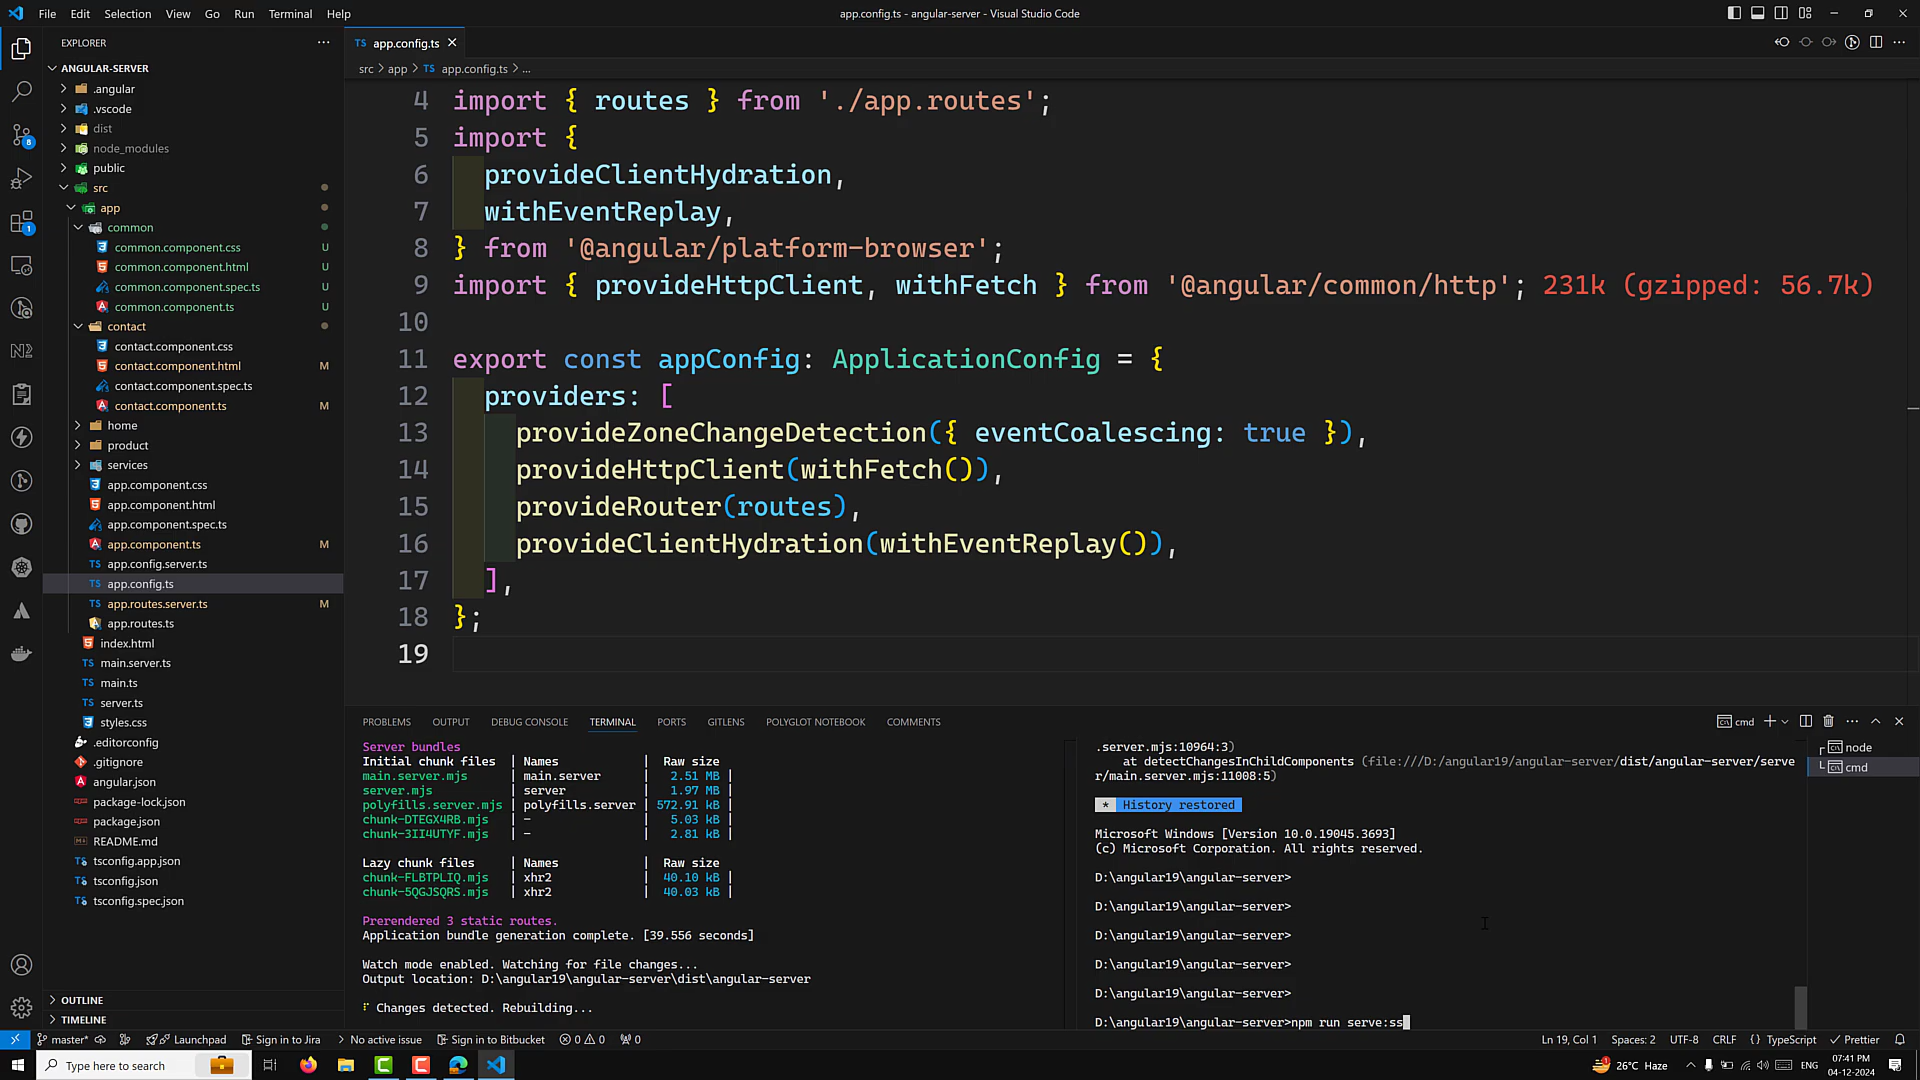 File Edit Selection View Go Run Terminal Help
app.config.ts - angular-server - Visual Studio Code
EXPLORER
ANGULAR-SERVER
.angular
.vscode
dist
node_modules
public
src
app
common
common.component.css U
common.component.html U
common.component.spec.ts U
common.component.ts U
contact
contact.component.css
contact.component.html M
contact.component.spec.ts
contact.component.ts M
home
product
services
app.component.css
app.component.html
app.component.spec.ts
app.component.ts M
app.config.server.ts
app.config.ts
app.routes.server.ts M
app.routes.ts
index.html
main.server.ts
main.ts
server.ts
styles.css
.editorconfig
.gitignore
angular.json
package-lock.json
package.json
README.md
tsconfig.app.json
tsconfig.json
tsconfig.spec.json
OUTLINE
TIMELINE
TS app.config.ts
src > app > TS app.config.ts > ...
4 import { routes } from './app.routes';
5 import {
6 provideClientHydration,
7 withEventReplay,
8 } from '@angular/platform-browser';
9 import { provideHttpClient, withFetch } from '@angular/common/http'; 231k (gzipped: 56.7k)
10
11 export const appConfig: ApplicationConfig = {
12 providers: [
13 provideZoneChangeDetection({ eventCoalescing: true }),
14 provideHttpClient(withFetch()),
15 provideRouter(routes),
16 provideClientHydration(withEventReplay()),
17 ],
18 };
19
PROBLEMS OUTPUT DEBUG CONSOLE TERMINAL PORTS GITLENS POLYGLOT NOTEBOOK COMMENTS
cmd
Server bundles
Initial chunk files | Names | Raw size
main.server.mjs | main.server | 2.51 MB |
server.mjs | server | 1.97 MB |
polyfills.server.mjs | polyfills.server | 572.91 kB |
chunk-DTEGX4RB.mjs | - | 5.03 kB |
chunk-3II4UTYF.mjs | - | 2.81 kB |
Lazy chunk files | Names | Raw size
chunk-FLBTPLIQ.mjs | xhr2 | 40.10 kB |
chunk-5QGJSQRS.mjs | xhr2 | 40.03 kB |
Prerendered 3 static routes.
Application bundle generation complete. [39.556 seconds]
Watch mode enabled. Watching for file changes...
Output location: D:\angular19\angular-server\dist\angular-server
Changes detected. Rebuilding...
.server.mjs:10964:3)
at detectChangesInChildComponents (file:///D:/angular19/angular-server/dist/angular-server/serve
r/main.server.mjs:11008:5)
* History restored
Microsoft Windows [Version 10.0.19045.3693]
(c) Microsoft Corporation. All rights reserved.
D:\angular19\angular-server>
D:\angular19\angular-server>
D:\angular19\angular-server>
D:\angular19\angular-server>
D:\angular19\angular-server>
D:\angular19\angular-server>npm run serve:ss
node
cmd
master* Launchpad Sign in to Jira No active issue Sign in to Bitbucket 0 0 0
Ln 19, Col 1 Spaces: 2 UTF-8 CRLF {} TypeScript Prettier
Type here to search
26°C Haze ENG
07:41 PM
04-12-2024